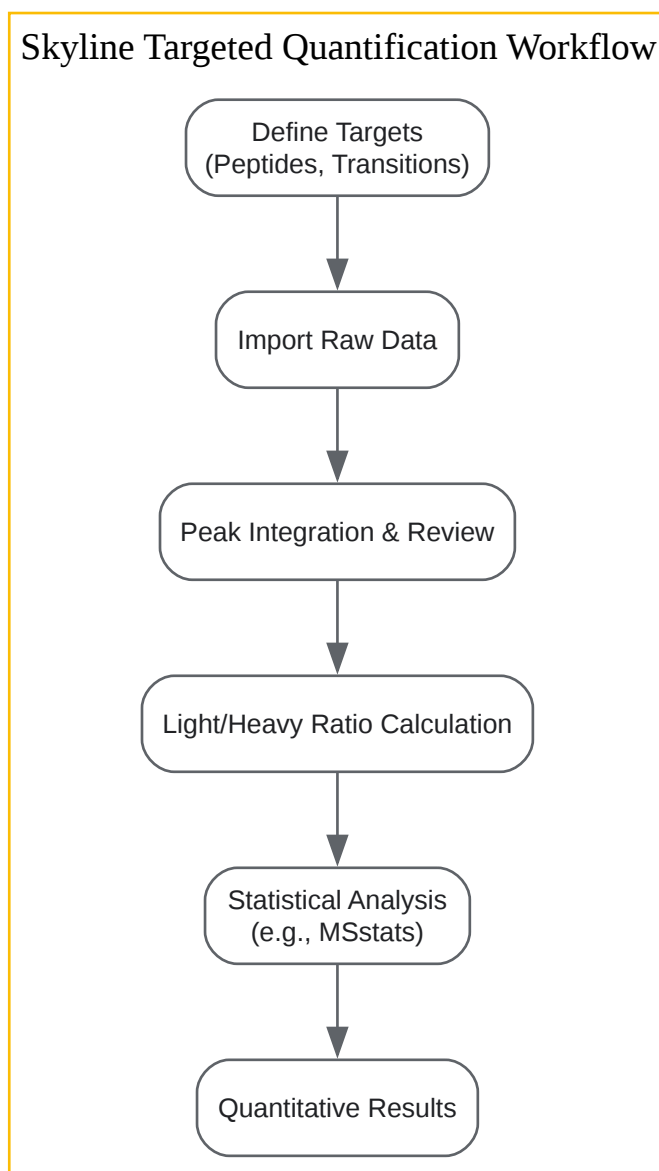 Skyline Targeted Quantification Workflow
Define Targets
(Peptides, Transitions)
Import Raw Data
Peak Integration & Review
Light/Heavy Ratio Calculation
Statistical Analysis
(e.g., MSstats)
Quantitative Results